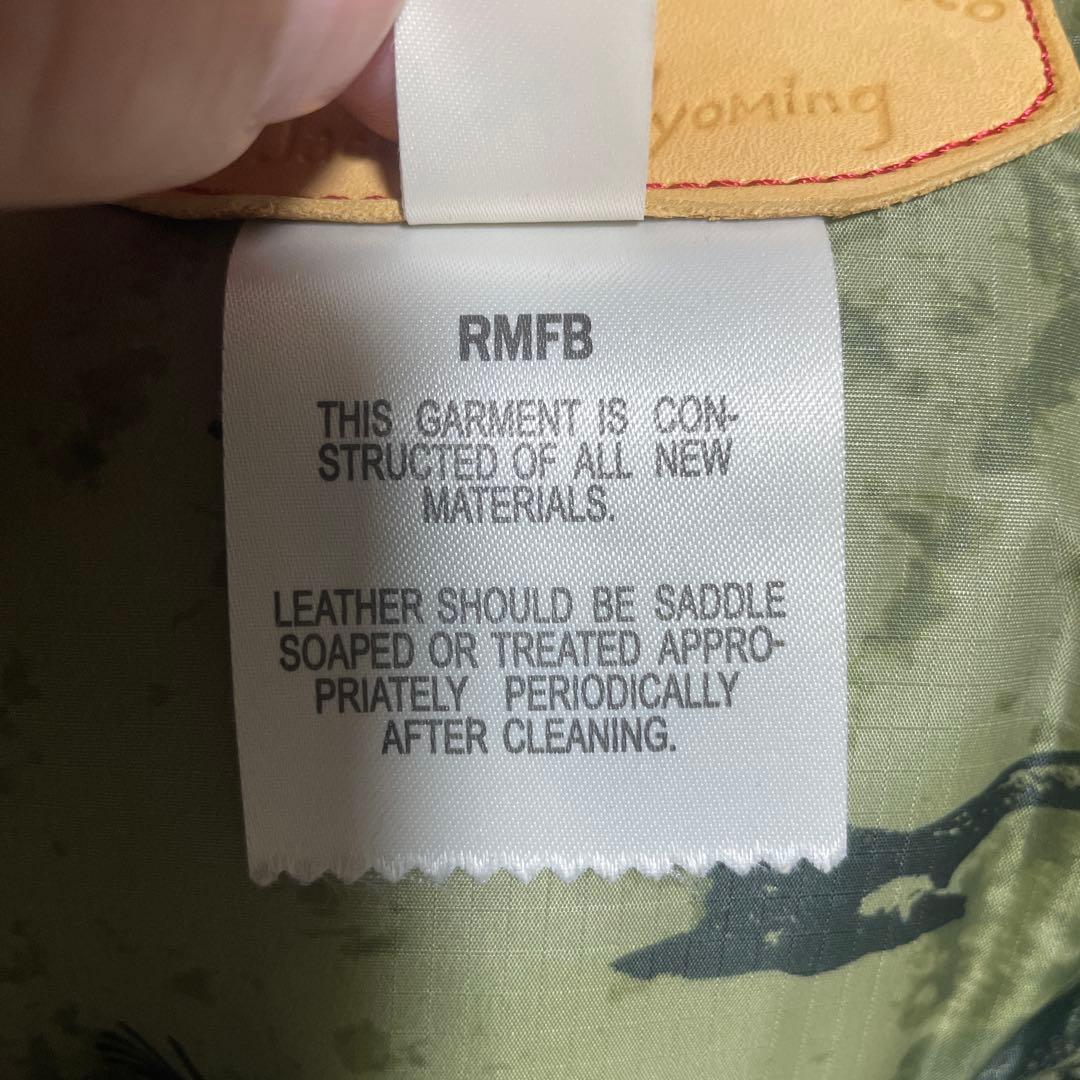 yoming
RMFB
THIS GARMENT IS CON-
STRUCTED OF ALL NEW
MATERIALS.
LEATHER SHOULD BE SADDLE
SOAPED OR TREATED APPRO-
PRIATELY PERIODICALLY
AFTER CLEANING.